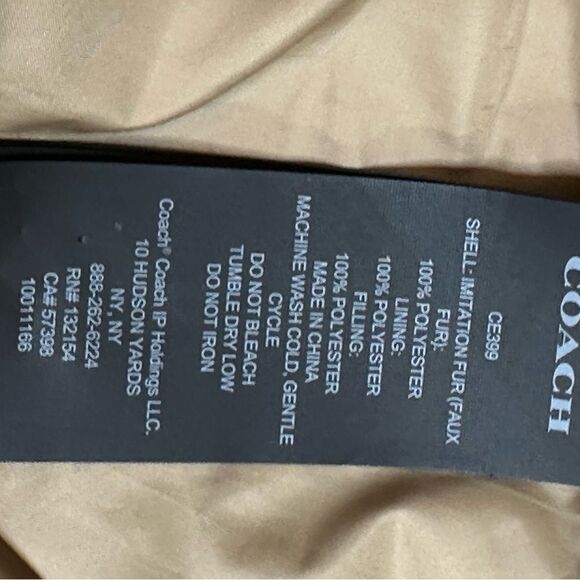 COACH
CE399
SHELL: IMITATION FUR (FAUX
FUR):
100% POLYESTER
LINING:
100% POLYESTER
FILLING:
100% POLYESTER
MADE IN CHINA
MACHINE WASH COLD, GENTLE
CYCLE
DO NOT BLEACH
TUMBLE DRY LOW
DO NOT IRON
Coach® Coach IP Holdings LLC.
10 HUDSON YARDS
NY, NY
886-262-6224
RN# 132154
CA# 57398
10011166